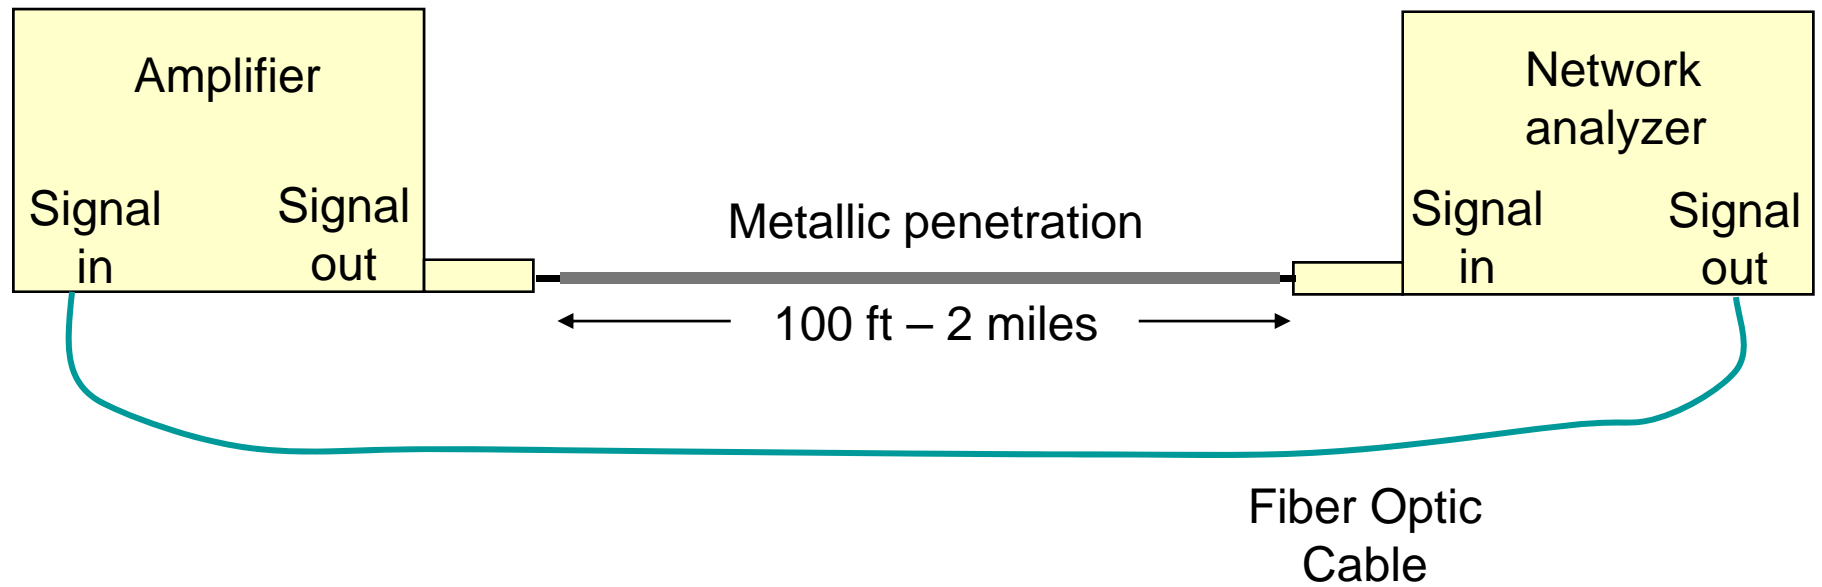 Amplifier
Signal
in
Signal
out
Metallic penetration
100 ft – 2 miles
Network
analyzer
Signal
in
Signal
out
Fiber Optic
Cable